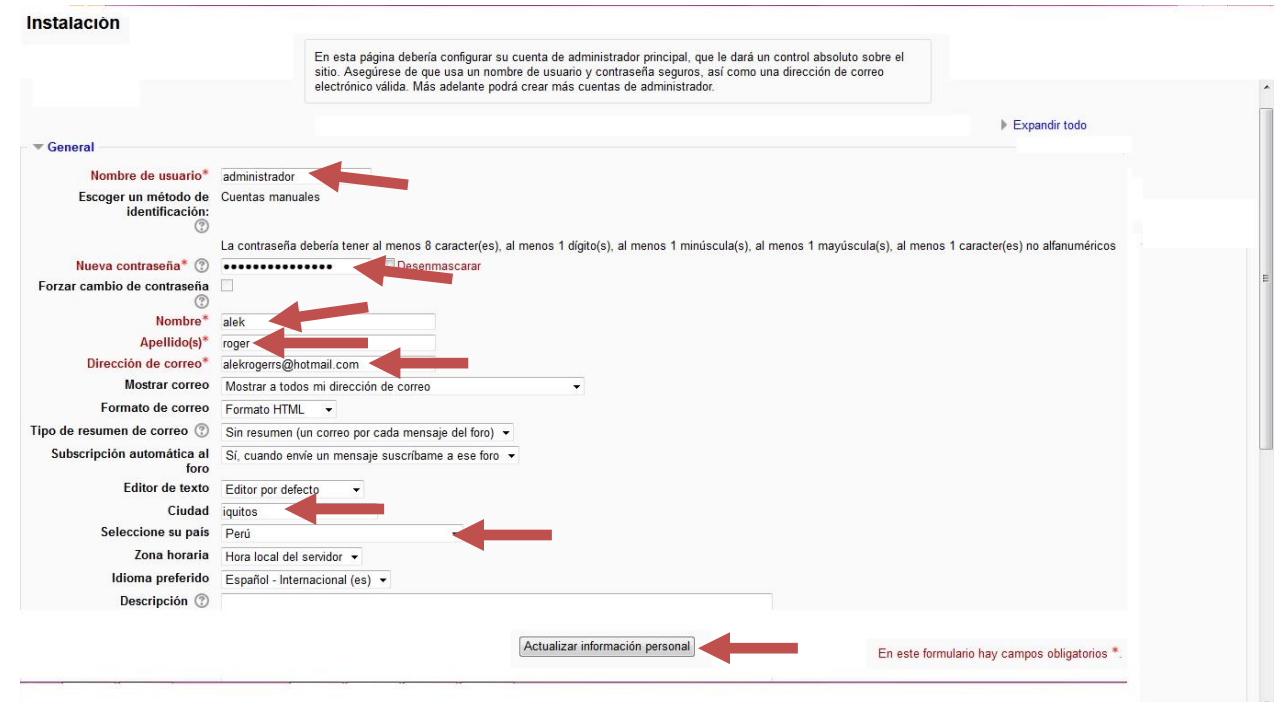 Instalación
En esta página debería configurar su cuenta de administrador principal, que le dará un control absoluto sobre el
sitio. Asegúrese de que usa un nombre de usuario y contraseña seguros, así como una dirección de correo
electrónico válida. Más adelante podrá crear más cuentas de administrador.
Expandir todo
General
Nombre de usuario* administrador
Escoger un método de Cuentas manuales
identificación:
La contraseña debería tener al menos 8 caracter(es), al menos 1 dígito(s), al menos 1 minúscula(s), al menos 1 mayúscula(s), al menos 1 caracter(es) no alfanuméricos
Nueva contraseña* ••••••••••••••• Desenmascarar
Forzar cambio de contraseña
Nombre* alek
Apellido(s)* roger
Dirección de correo* alekrogerrs@hotmail.com
Mostrar correo Mostrar a todos mi dirección de correo
Formato de correo Formato HTML
Tipo de resumen de correo Sin resumen (un correo por cada mensaje del foro)
Subscripción automática al Sí, cuando envíe un mensaje suscríbame a ese foro
foro
Editor de texto Editor por defecto
Ciudad iquitos
Seleccione su país Perú
Zona horaria Hora local del servidor
Idioma preferido Español - Internacional (es)
Descripción
Actualizar información personal
En este formulario hay campos obligatorios *.